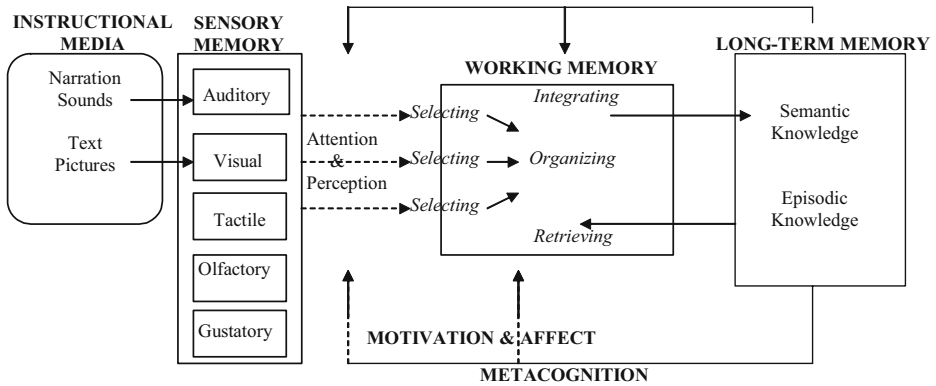 INSTRUCTIONAL
MEDIA
Narration
Sounds
Text
Pictures
SENSORY
MEMORY
Auditory
Visual
Tactile
Olfactory
Gustatory
Attention
&
Perception
Selecting
Selecting
Selecting
WORKING MEMORY
Integrating
Organizing
Retrieving
LONG-TERM MEMORY
Semantic
Knowledge
Episodic
Knowledge
MOTIVATION & AFFECT
METACOGNITION